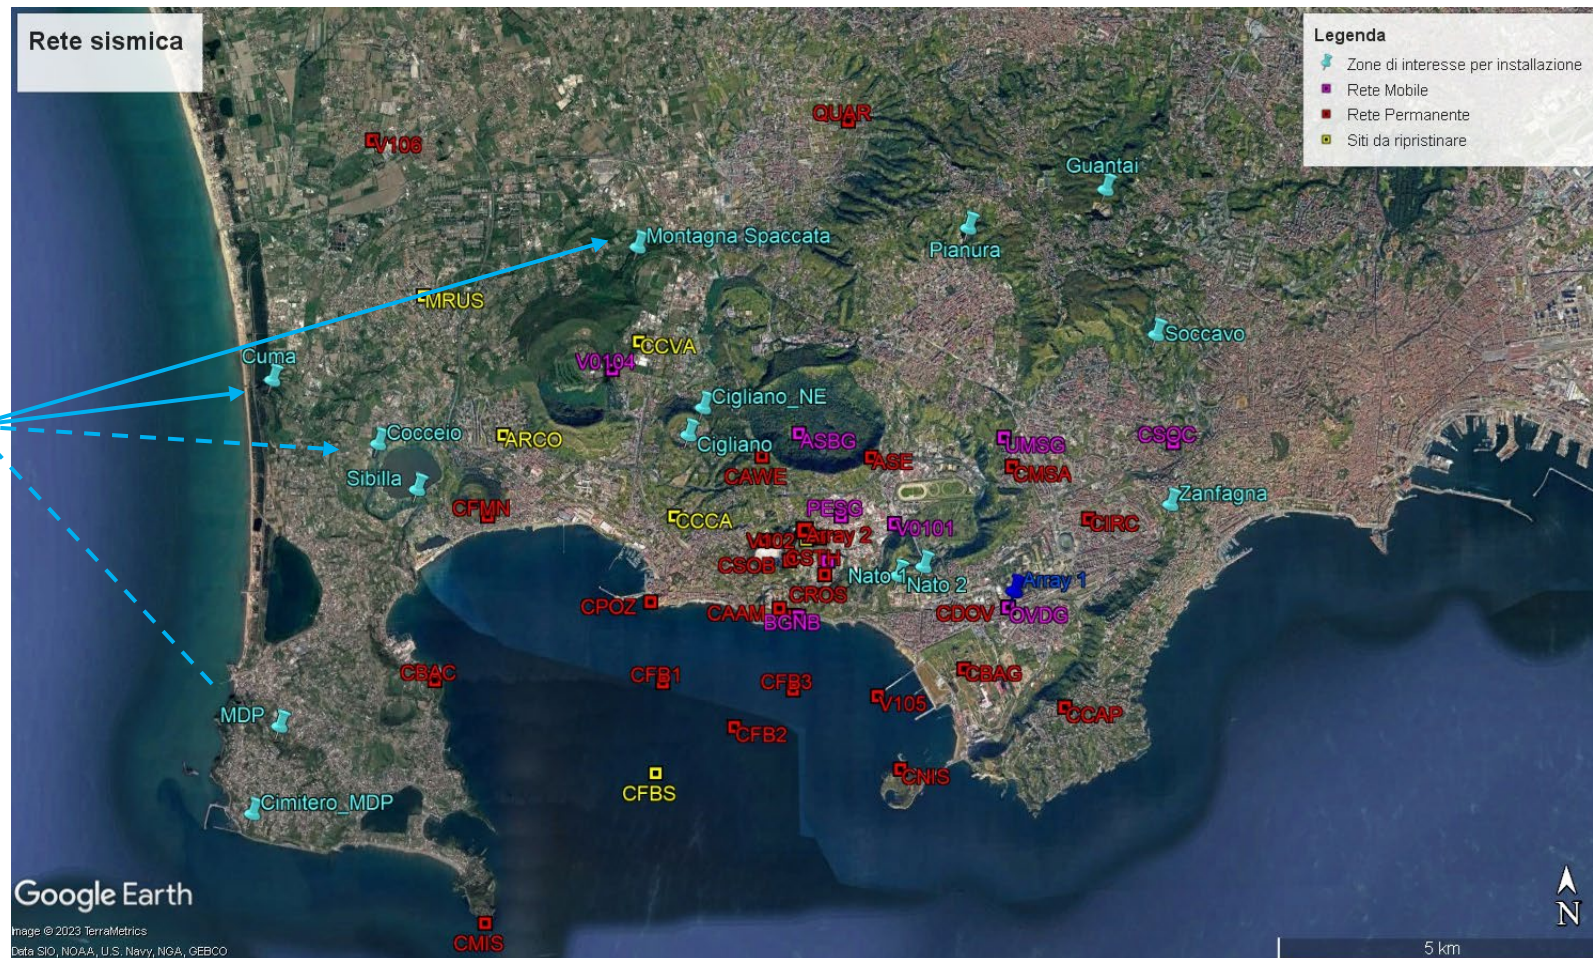 Rete sismica
Legenda
Zone di interesse per installazione
Rete Mobile
Rete Permanente
Siti da ripristinare
QUAR
V106
Guantai
Montagna Spaccata
Pianura
MRUS
Soccavo
CCVA
Cuma
V0104
Cigliano_NE
Cocceio
ARCO
Cigliano
ASBG
UMSG
CSOC
CAWE
ASE
CMSA
Sibilla
Zanfagna
CFMN
PESG
CCCA
V0101
CIRC
V102
Array 2
CSOB
CSTH
Nato 1
Nato 2
Array 1
CROS
CPOZ
CAAM
CDOV
OVDG
BGNB
CBAC
CFB1
CFB3
CBAG
V105
CCAP
MDP
CFB2
CNIS
CFBS
Cimitero_MDP
Google Earth
Image © 2023 TerraMetrics
Data SIO, NOAA, U.S. Navy, NGA, GEBCO
CMIS
N
5 km